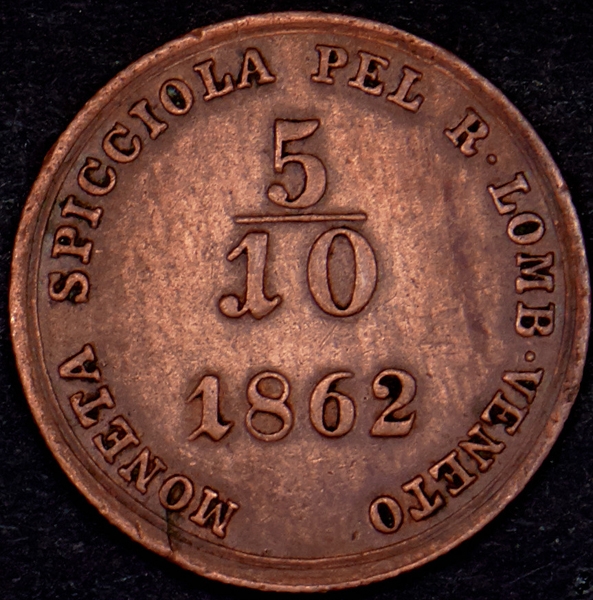 MONETA SPICCIOLA PEL R. LOMB. VENETO
5
10
1862